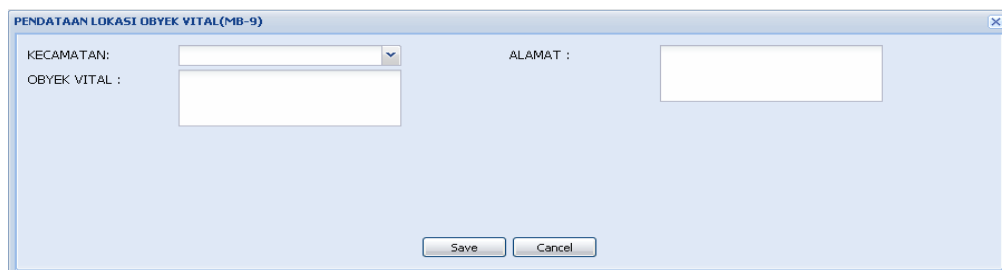 PENDATAAN LOKASI OBYEK VITAL(MB-9)
KECAMATAN:
ALAMAT :
OBYEK VITAL :
Save
Cancel